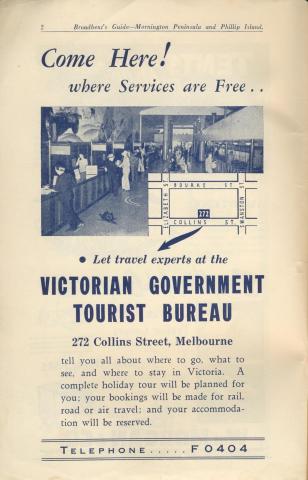 2 Broadbent's Guide—Mornington Peninsula and Phillip Island.
Come Here!
where Services are Free . .
ELIZABETH S.
BOURKE ST.
SWANSTON ST.
272
COLLINS ST.
• Let travel experts at the
VICTORIAN GOVERNMENT
TOURIST BUREAU
272 Collins Street, Melbourne
tell you all about where to go, what to
see, and where to stay in Victoria. A
complete holiday tour will be planned for
you; your bookings will be made for rail,
road or air travel; and your accommoda-
tion will be reserved.
TELEPHONE . . . . . F 0 4 0 4